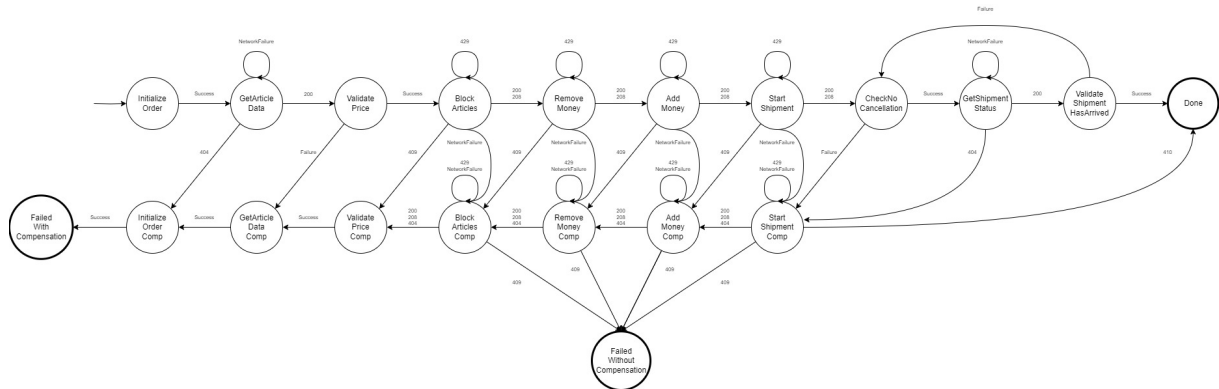 Failure
NetworkFailure
429
429
429
429
NetworkFailure
Initialize
Order
Success
GetArticle
Data
200
Validate
Price
Success
Block
Articles
200
208
Remove
Money
200
208
Add
Money
200
208
Start
Shipment
200
208
CheckNo
Cancellation
Success
GetShipment
Status
200
Validate
Shipment
HasArrived
Success
Done
404
Failure
409
NetworkFailure
409
NetworkFailure
409
NetworkFailure
409
NetworkFailure
Failure
404
410
429
NetworkFailure
429
NetworkFailure
429
NetworkFailure
429
NetworkFailure
Failed
With
Compensation
Success
Initialize
Order
Comp
Success
GetArticle
Data
Comp
Success
Validate
Price
Comp
200
208
404
Block
Articles
Comp
200
208
404
Remove
Money
Comp
200
208
404
Add
Money
Comp
200
208
404
Start
Shipment
Comp
409
409
409
409
Failed
Without
Compensation